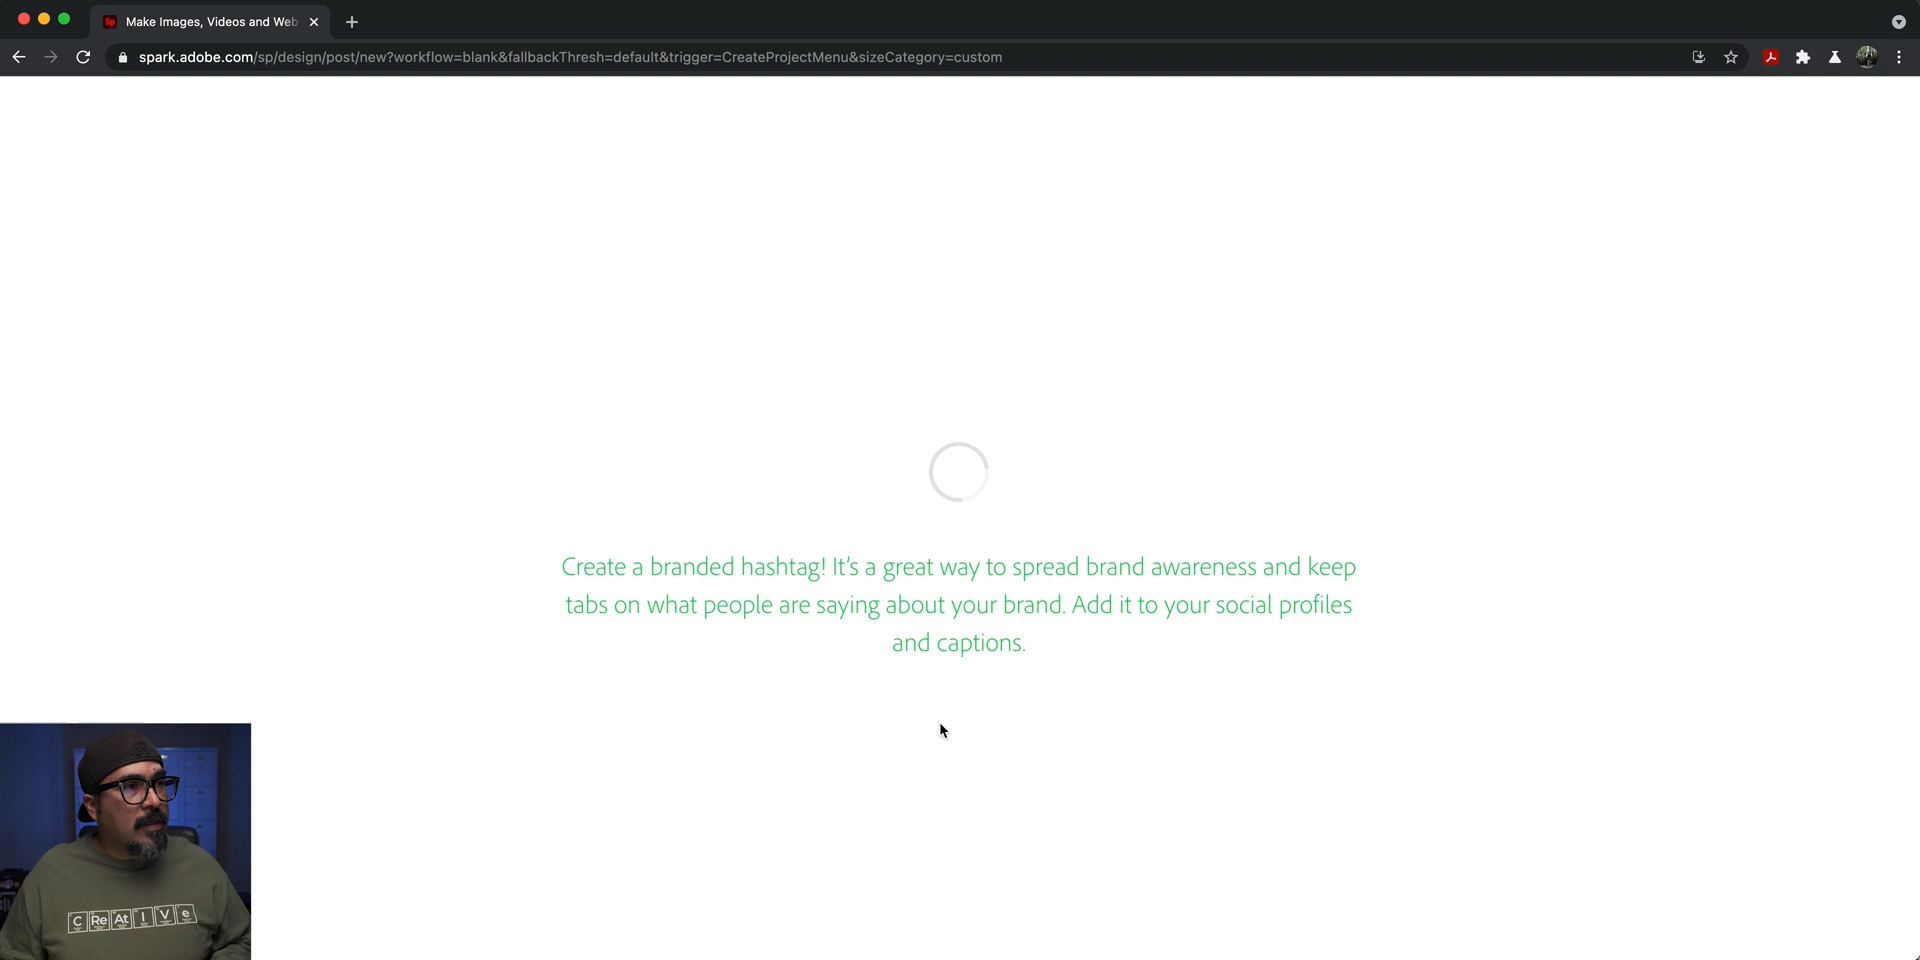 Sp Make Images, Videos and Web
spark.adobe.com/sp/design/post/new?workflow=blank&fallbackThresh=default&trigger=CreateProjectMenu&sizeCategory=custom
Create a branded hashtag! It's a great way to spread brand awareness and keep
tabs on what people are saying about your brand. Add it to your social profiles
and captions.
C Re At I V e